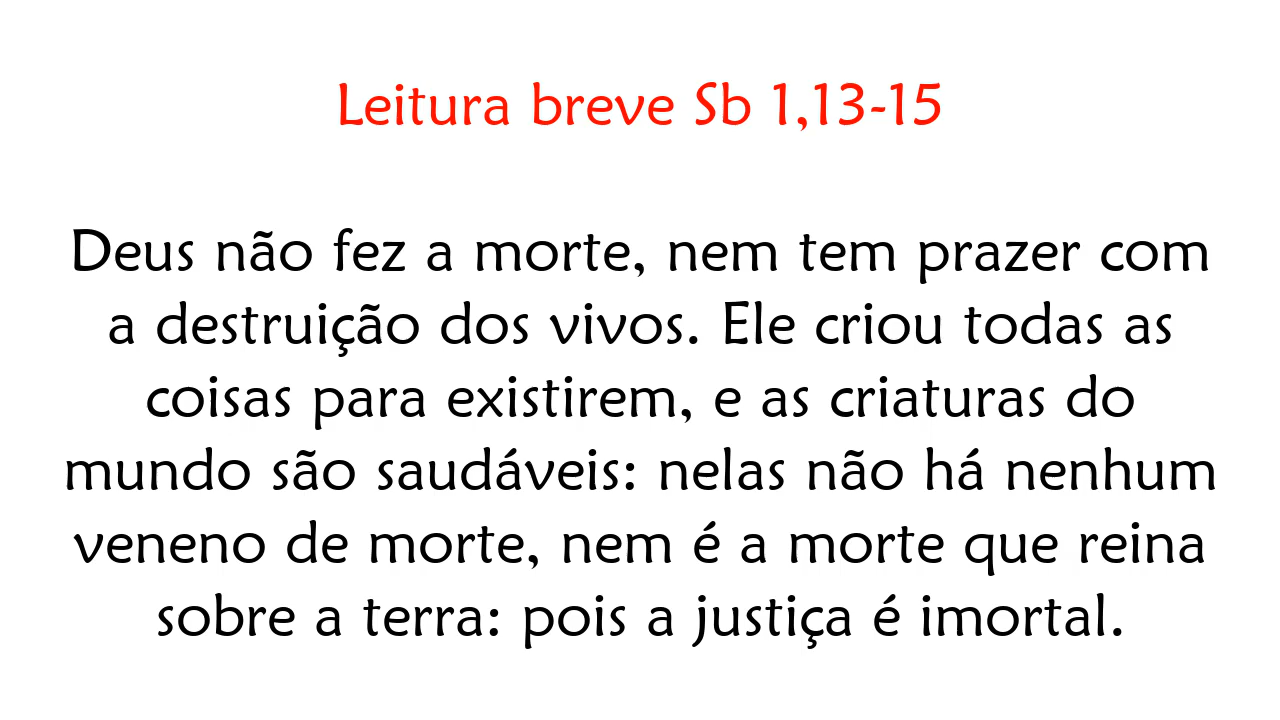 Leitura breve Sb 1,13-15
Deus não fez a morte, nem tem prazer com
a destruição dos vivos. Ele criou todas as
coisas para existirem, e as criaturas do
mundo são saudáveis: nelas não há nenhum
veneno de morte, nem é a morte que reina
sobre a terra: pois a justiça é imortal.